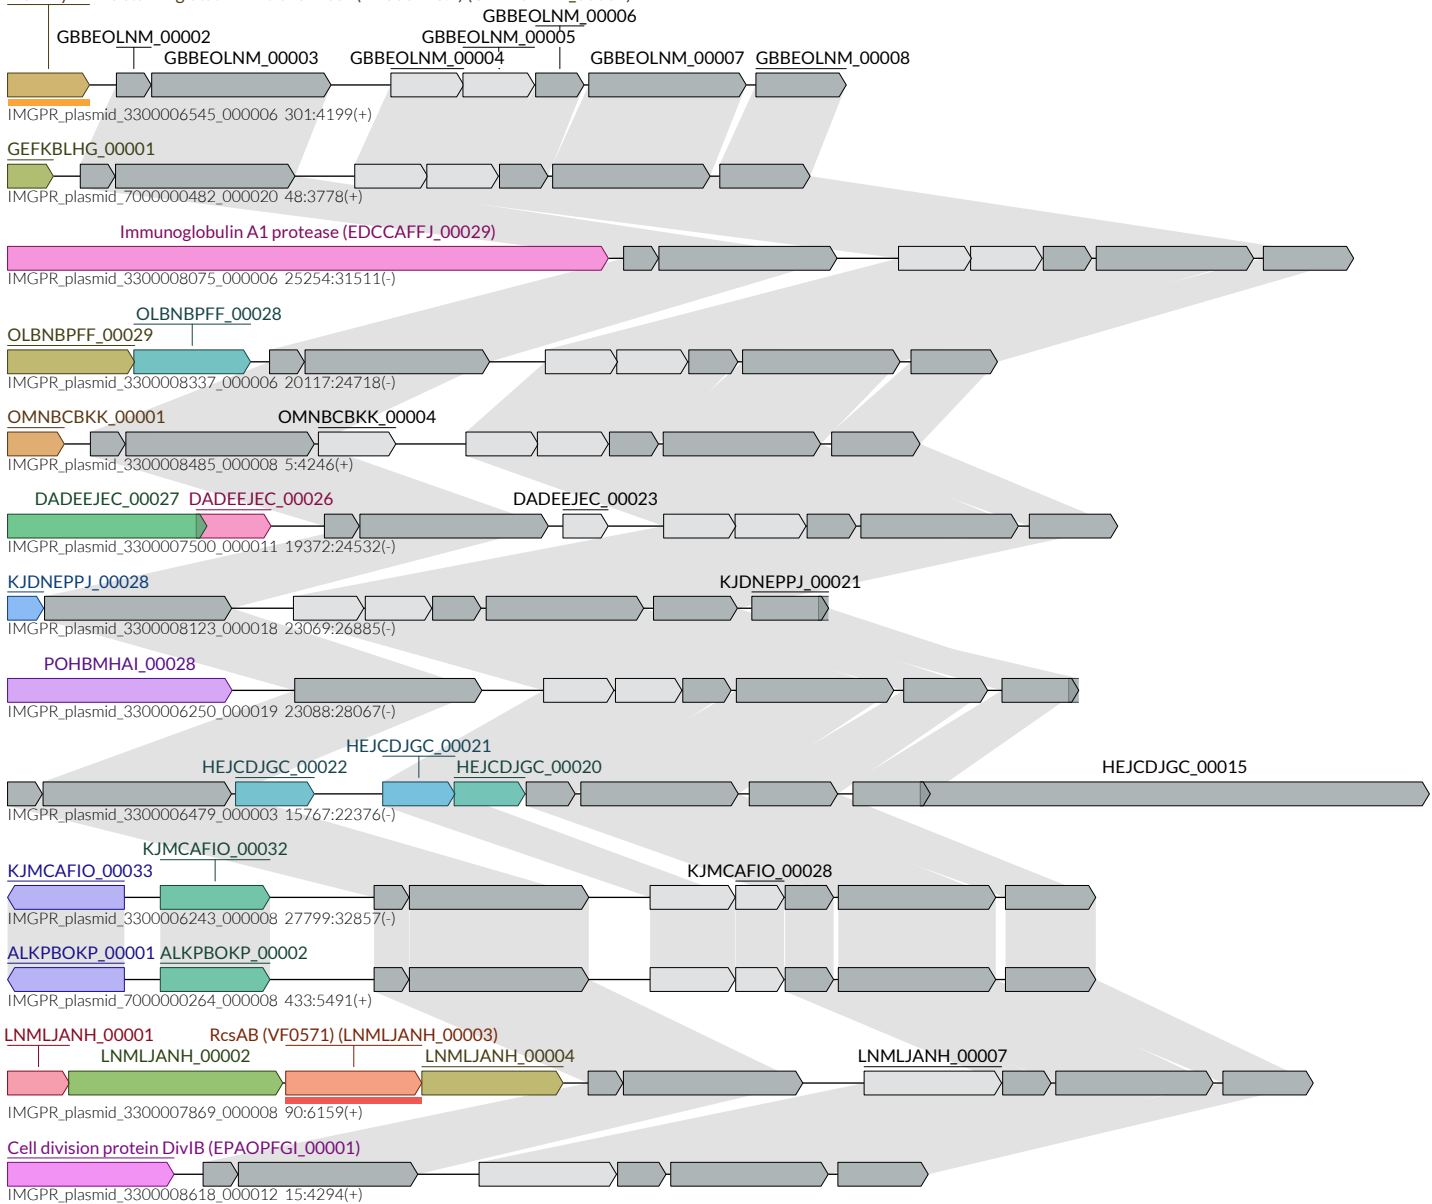 GBBEOLNM_00006
GBBEOLNM_00002 GBBEOLNM_00005
GBBEOLNM_00003 GBBEOLNM_00004 GBBEOLNM_00007 GBBEOLNM_00008
IMGPR_plasmid_3300006545_000006 301:4199(+)
GEFKBLHG_00001
IMGPR_plasmid_7000000482_000020 48:3778(+)
Immunoglobulin A1 protease (EDCCAFFJ_00029)
IMGPR_plasmid_3300008075_000006 25254:31511(-)
OLBNBPFF_00028
OLBNBPFF_00029
IMGPR_plasmid_3300008337_000006 20117:24718(-)
OMNBCBKK_00001 OMNBCBKK_00004
IMGPR_plasmid_3300008485_000008 5:4246(+)
DADEEJEC_00027 DADEEJEC_00026 DADEEJEC_00023
IMGPR_plasmid_3300007500_000011 19372:24532(-)
KJDNEPPJ_00028 KJDNEPPJ_00021
IMGPR_plasmid_3300008123_000018 23069:26885(-)
POHBMHAI_00028
IMGPR_plasmid_3300006250_000019 23088:28067(-)
HEJCDJGC_00021
HEJCDJGC_00022 HEJCDJGC_00020 HEJCDJGC_00015
IMGPR_plasmid_3300006479_000003 15767:22376(-)
KJMCAFIO_00032
KJMCAFIO_00033 KJMCAFIO_00028
IMGPR_plasmid_3300006243_000008 27799:32857(-)
ALKPBOKP_00001 ALKPBOKP_00002
IMGPR_plasmid_7000000264_000008 433:5491(+)
LNMLJANH_00001 RcsAB (VF0571) (LNMLJANH_00003)
LNMLJANH_00002 LNMLJANH_00004 LNMLJANH_00007
IMGPR_plasmid_3300007869_000008 90:6159(+)
Cell division protein DivIB (EPAOPFGI_00001)
IMGPR_plasmid_3300008618_000012 15:4294(+)